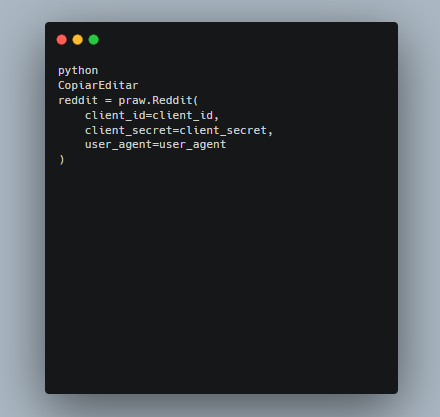 python
CopiarEditar
reddit = praw.Reddit(
    client_id=client_id,
    client_secret=client_secret,
    user_agent=user_agent
)